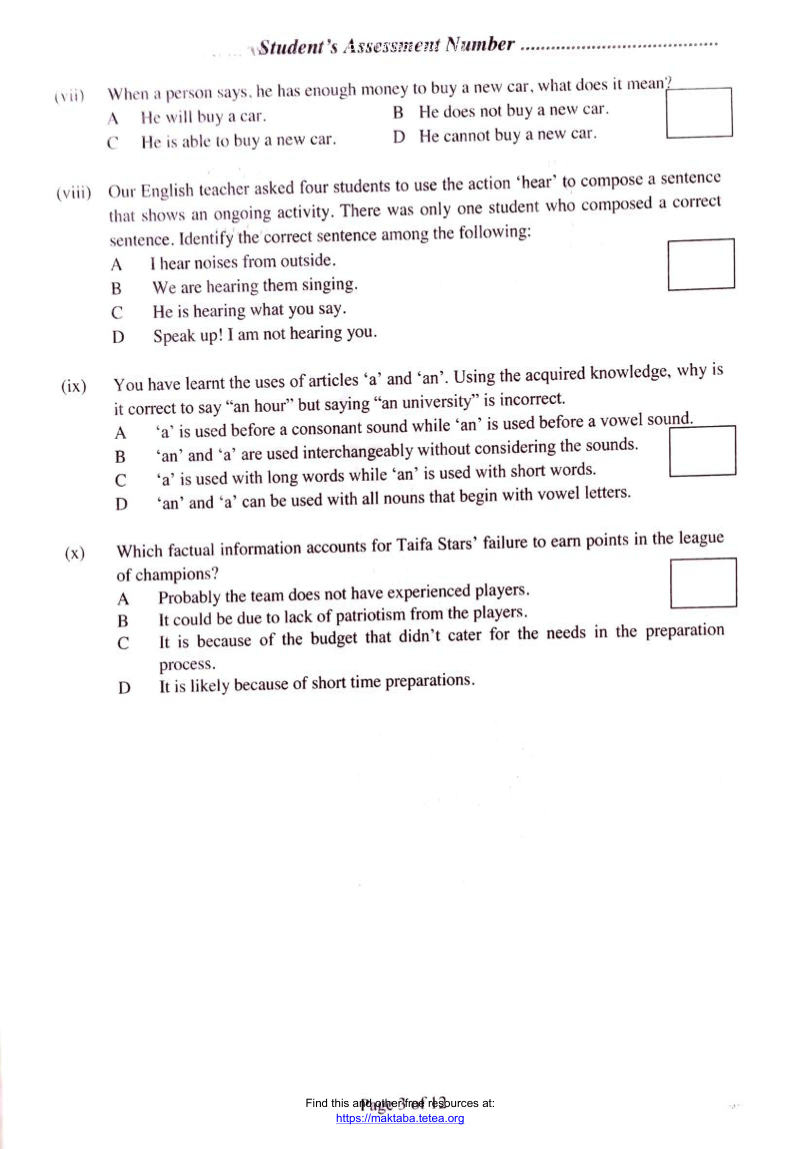 Student's Assessment Number ........................................
(vii) When a person says, he has enough money to buy a new car, what does it mean?
A He will buy a car. B He does not buy a new car.
C He is able to buy a new car. D He cannot buy a new car.
(viii) Our English teacher asked four students to use the action ‘hear’ to compose a sentence
that shows an ongoing activity. There was only one student who composed a correct
sentence. Identify the correct sentence among the following:
A I hear noises from outside.
B We are hearing them singing.
C He is hearing what you say.
D Speak up! I am not hearing you.
(ix) You have learnt the uses of articles ‘a’ and ‘an’. Using the acquired knowledge, why is
it correct to say “an hour” but saying “an university” is incorrect.
A ‘a’ is used before a consonant sound while ‘an’ is used before a vowel sound.
B ‘an’ and ‘a’ are used interchangeably without considering the sounds.
C ‘a’ is used with long words while ‘an’ is used with short words.
D ‘an’ and ‘a’ can be used with all nouns that begin with vowel letters.
(x) Which factual information accounts for Taifa Stars’ failure to earn points in the league
of champions?
A Probably the team does not have experienced players.
B It could be due to lack of patriotism from the players.
C It is because of the budget that didn’t cater for the needs in the preparation
process.
D It is likely because of short time preparations.
Page 3 of 12
Find this and other free resources at:
https://maktaba.tetea.org